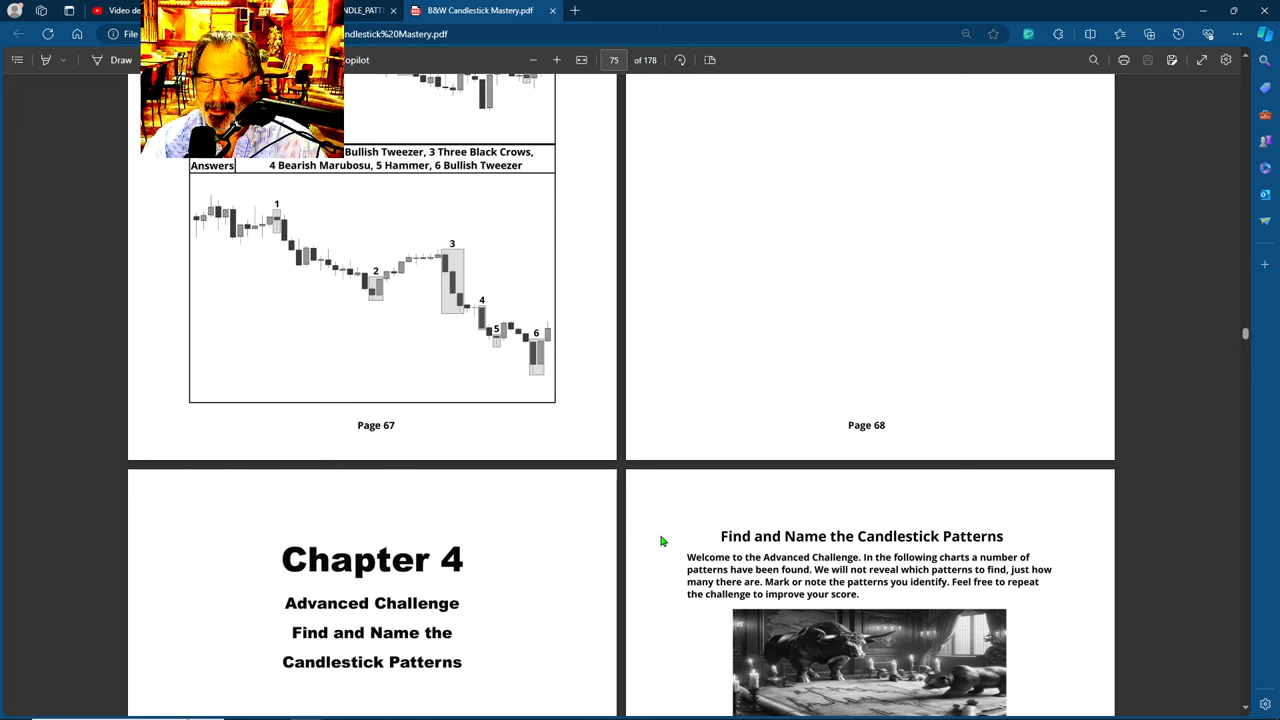 Video de
NDLE_PATT
B&W Candlestick Mastery.pdf
File
ndlestick%20Mastery.pdf
Draw
opilot
75 of 178
Bullish Tweezer, 3 Three Black Crows,
Answers 4 Bearish Marubosu, 5 Hammer, 6 Bullish Tweezer
1
2
3
4
5
6
Page 67
Page 68
Chapter 4
Advanced Challenge
Find and Name the
Candlestick Patterns
Find and Name the Candlestick Patterns
Welcome to the Advanced Challenge. In the following charts a number of
patterns have been found. We will not reveal which patterns to find, just how
many there are. Mark or note the patterns you identify. Feel free to repeat
the challenge to improve your score.